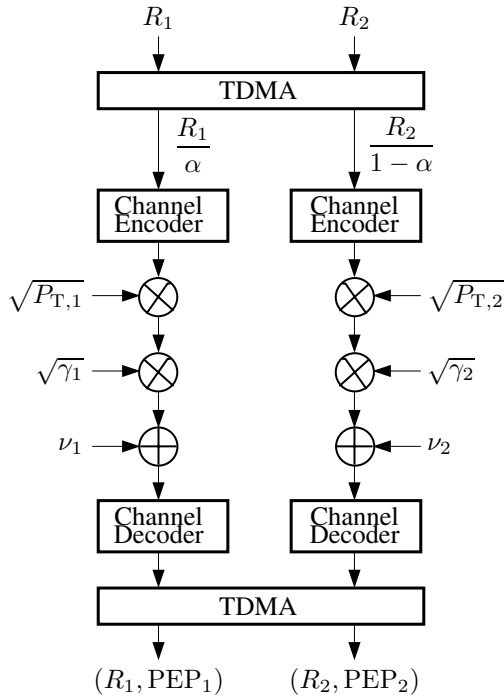 R₁ R₂
TDMA
R₁/α R₂/(1 − α)
Channel Encoder Channel Encoder
√P_T,1 √P_T,2
√γ₁ √γ₂
ν₁ ν₂
Channel Decoder Channel Decoder
TDMA
(R₁, PEP₁) (R₂, PEP₂)